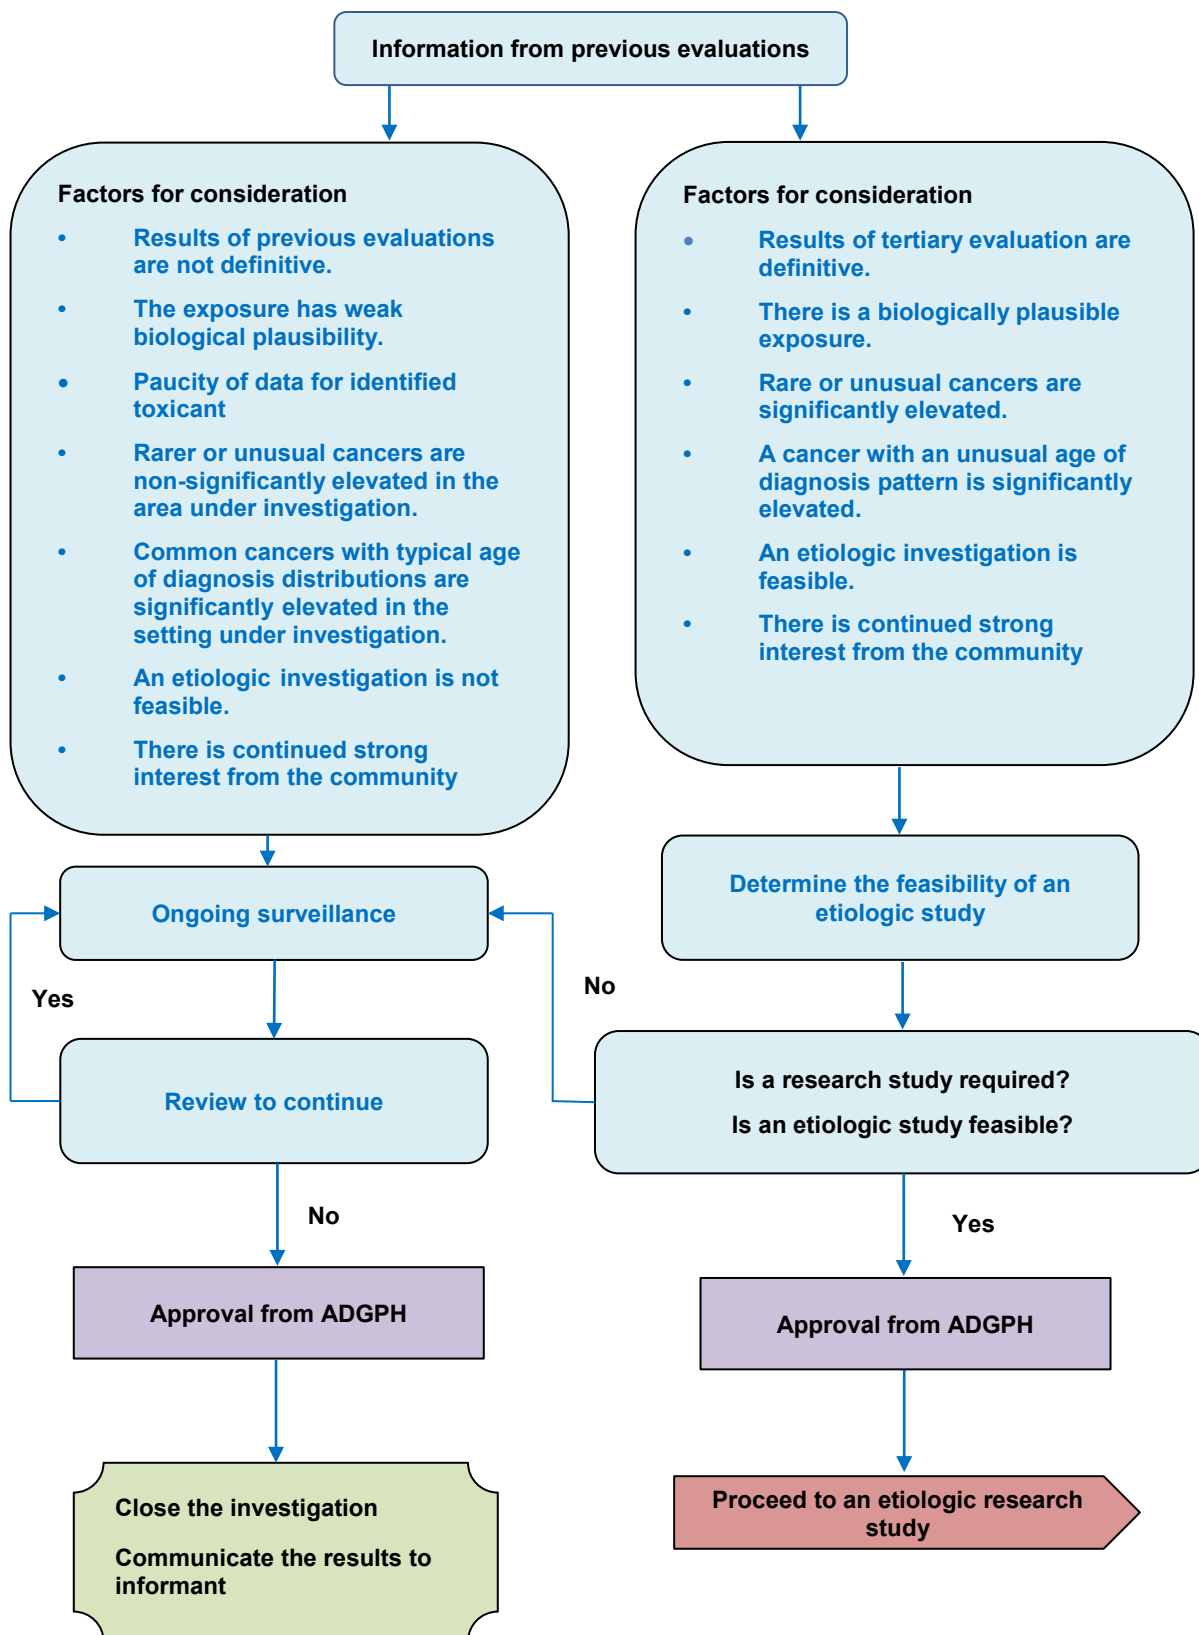 Information from previous evaluations
Factors for consideration
• Results of previous evaluations
are not definitive.
• The exposure has weak
biological plausibility.
• Paucity of data for identified
toxicant
• Rarer or unusual cancers are
non-significantly elevated in the
area under investigation.
• Common cancers with typical age
of diagnosis distributions are
significantly elevated in the
setting under investigation.
• An etiologic investigation is not
feasible.
• There is continued strong
interest from the community
Factors for consideration
• Results of tertiary evaluation are
definitive.
• There is a biologically plausible
exposure.
• Rare or unusual cancers are
significantly elevated.
• A cancer with an unusual age of
diagnosis pattern is significantly
elevated.
• An etiologic investigation is
feasible.
• There is continued strong
interest from the community
Ongoing surveillance
Determine the feasibility of an
etiologic study
Yes
No
Review to continue
Is a research study required?
Is an etiologic study feasible?
No
Yes
Approval from ADGPH
Approval from ADGPH
Close the investigation
Communicate the results to
informant
Proceed to an etiologic research
study